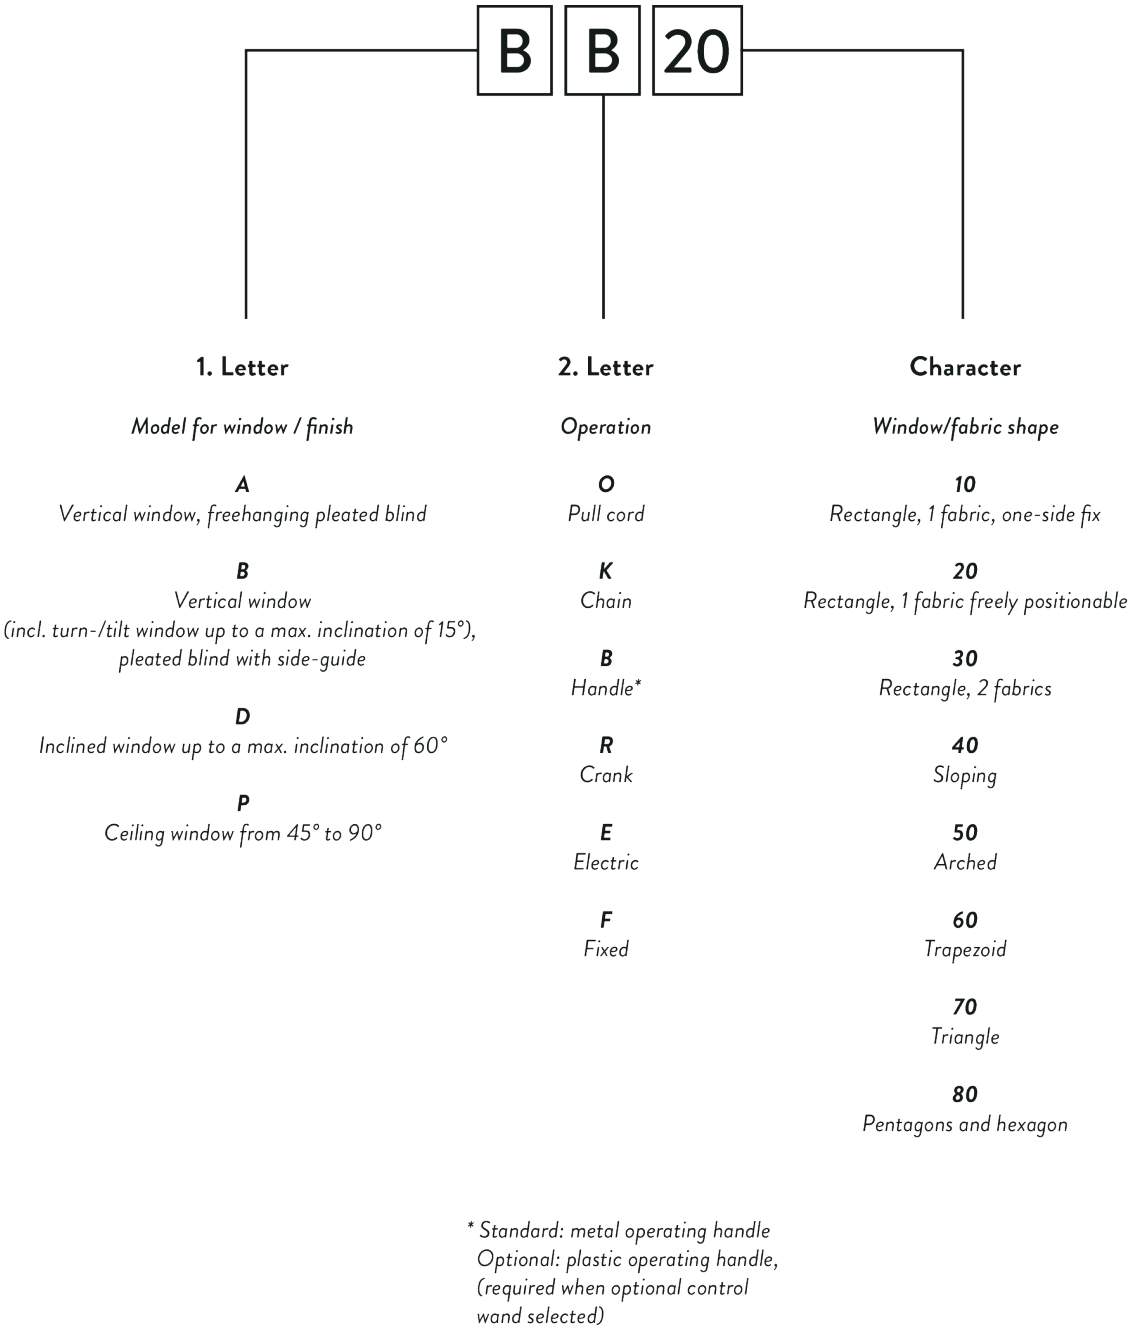 B B 20
1. Letter
Model for window / finish
A
Vertical window, freehanging pleated blind
B
Vertical window
(incl. turn-/tilt window up to a max. inclination of 15°),
pleated blind with side-guide
D
Inclined window up to a max. inclination of 60°
P
Ceiling window from 45° to 90°
2. Letter
Operation
O
Pull cord
K
Chain
B
Handle*
R
Crank
E
Electric
F
Fixed
Character
Window/fabric shape
10
Rectangle, 1 fabric, one-side fix
20
Rectangle, 1 fabric freely positionable
30
Rectangle, 2 fabrics
40
Sloping
50
Arched
60
Trapezoid
70
Triangle
80
Pentagons and hexagon
* Standard: metal operating handle
Optional: plastic operating handle,
(required when optional control
wand selected)